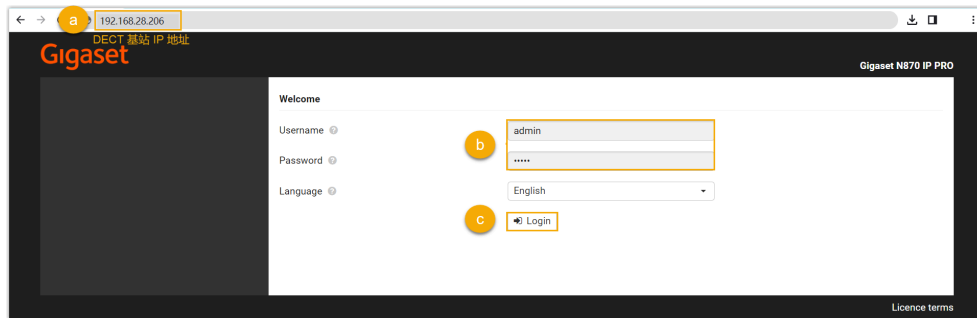 a
192.168.28.206
DECT 基站 IP 地址
Gigaset
Gigaset N870 IP PRO
Welcome
Username
admin
b
Password
•••••
Language
English
c
Login
Licence terms